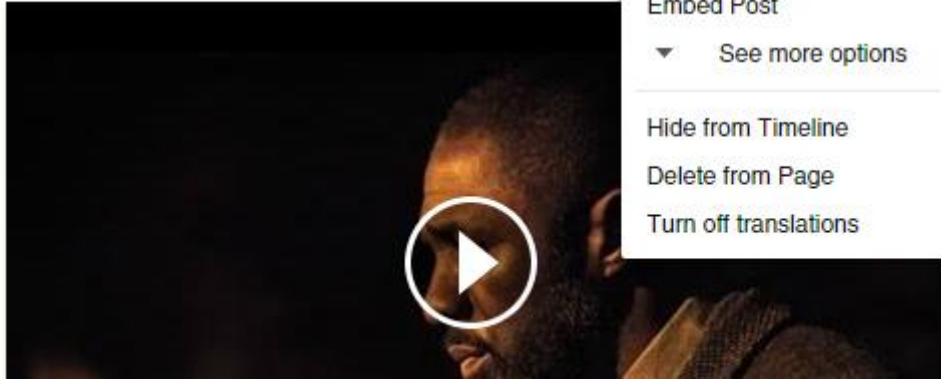 Embed Post
See more options
Hide from Timeline
Delete from Page
Turn off translations